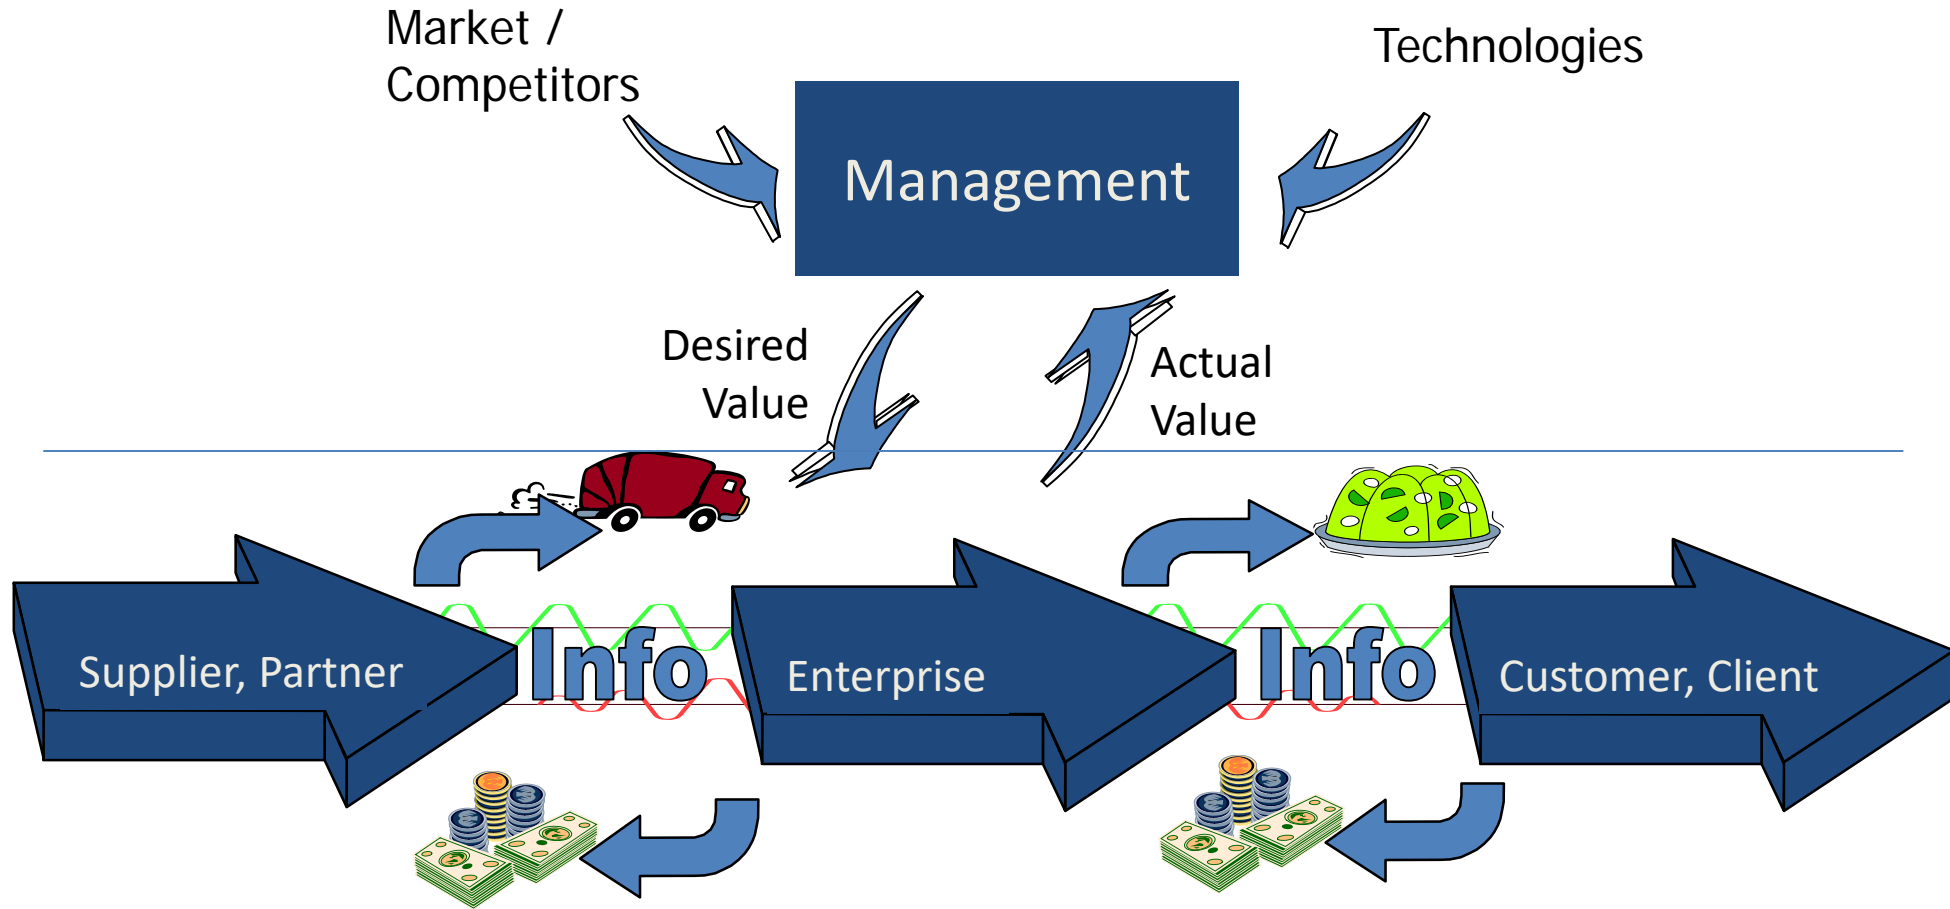 Market /
Competitors
Technologies
Management
Desired
Value
Actual
Value
Supplier, Partner
Info
Enterprise
Info
Customer, Client